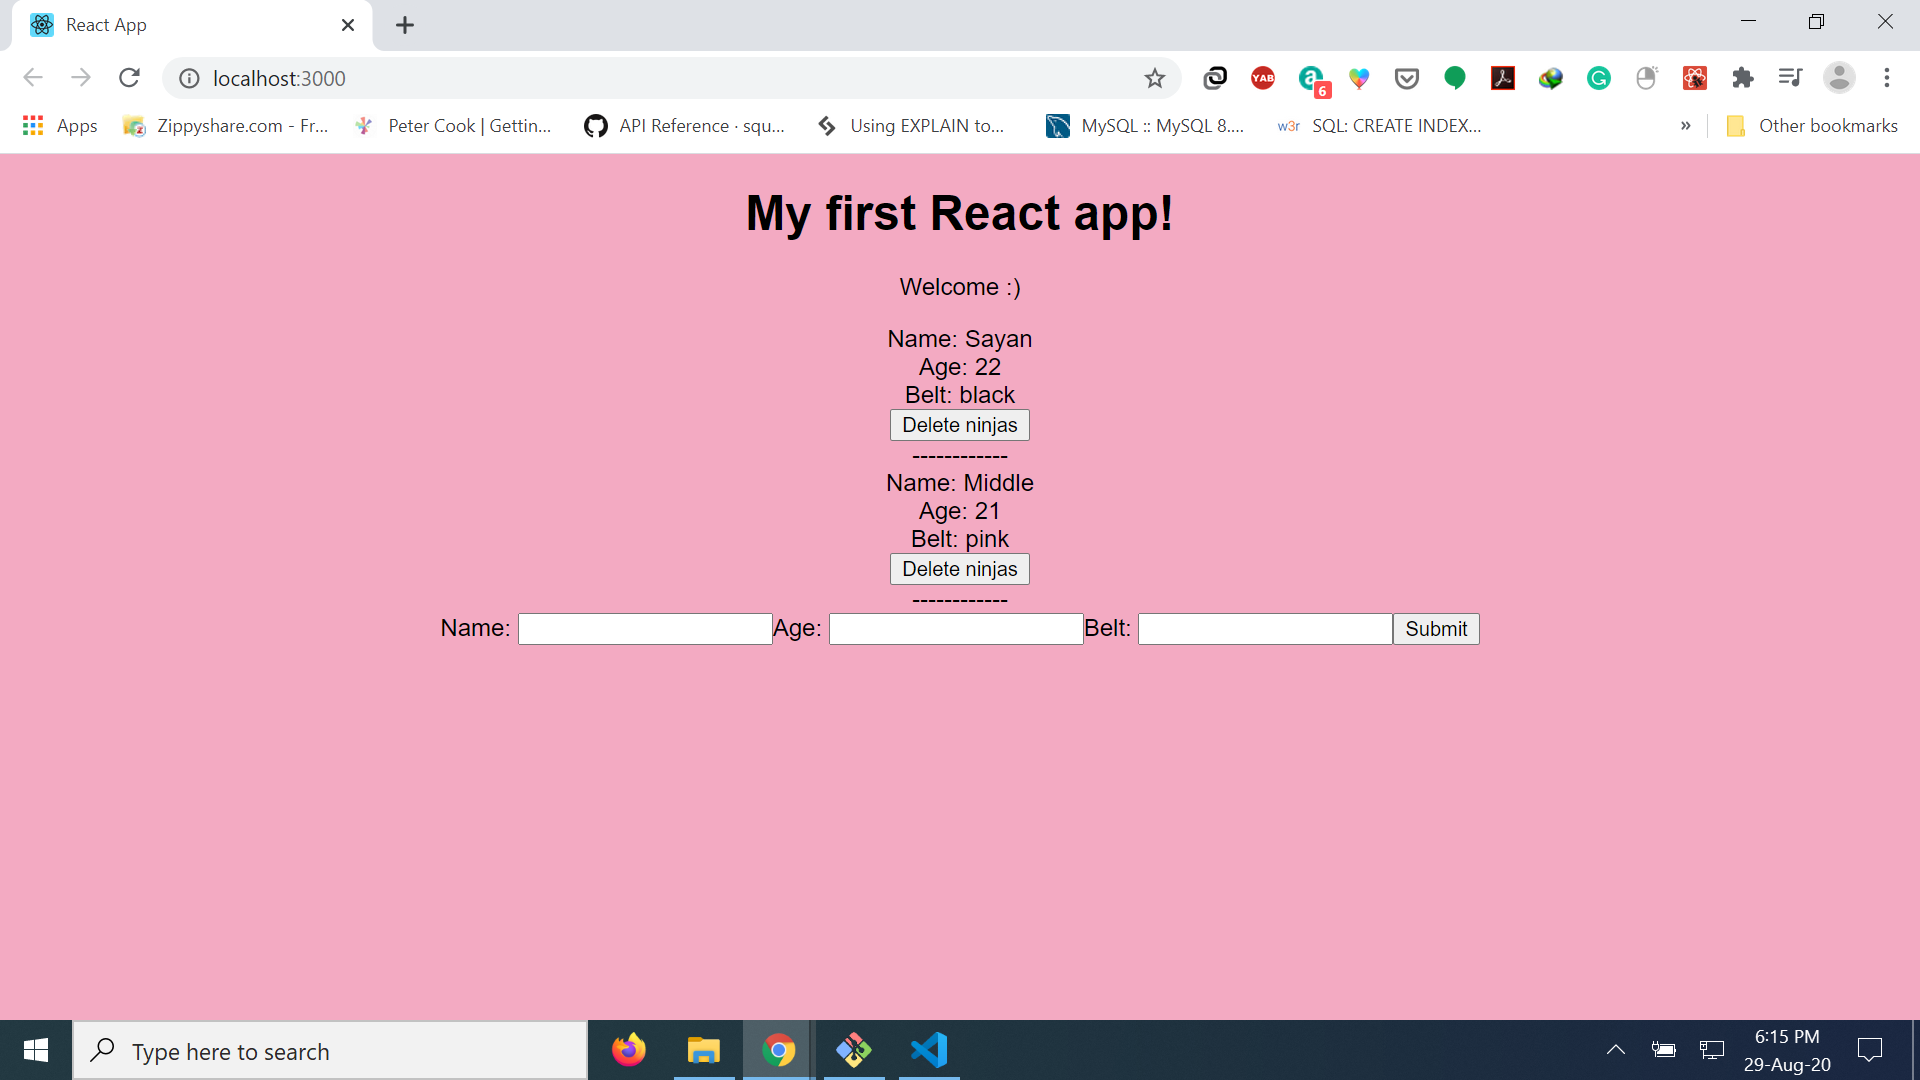 React App
localhost:3000
YAB
6
Apps
Zippyshare.com - Fr...
Peter Cook | Gettin...
API Reference · squ...
Using EXPLAIN to...
MySQL :: MySQL 8....
w3r
SQL: CREATE INDEX...
»
Other bookmarks
My first React app!
Welcome :)
Name: Sayan
Age: 22
Belt: black
Delete ninjas
------------
Name: Middle
Age: 21
Belt: pink
Delete ninjas
------------
Name: Age: Belt: Submit
Type here to search
6:15 PM
29-Aug-20